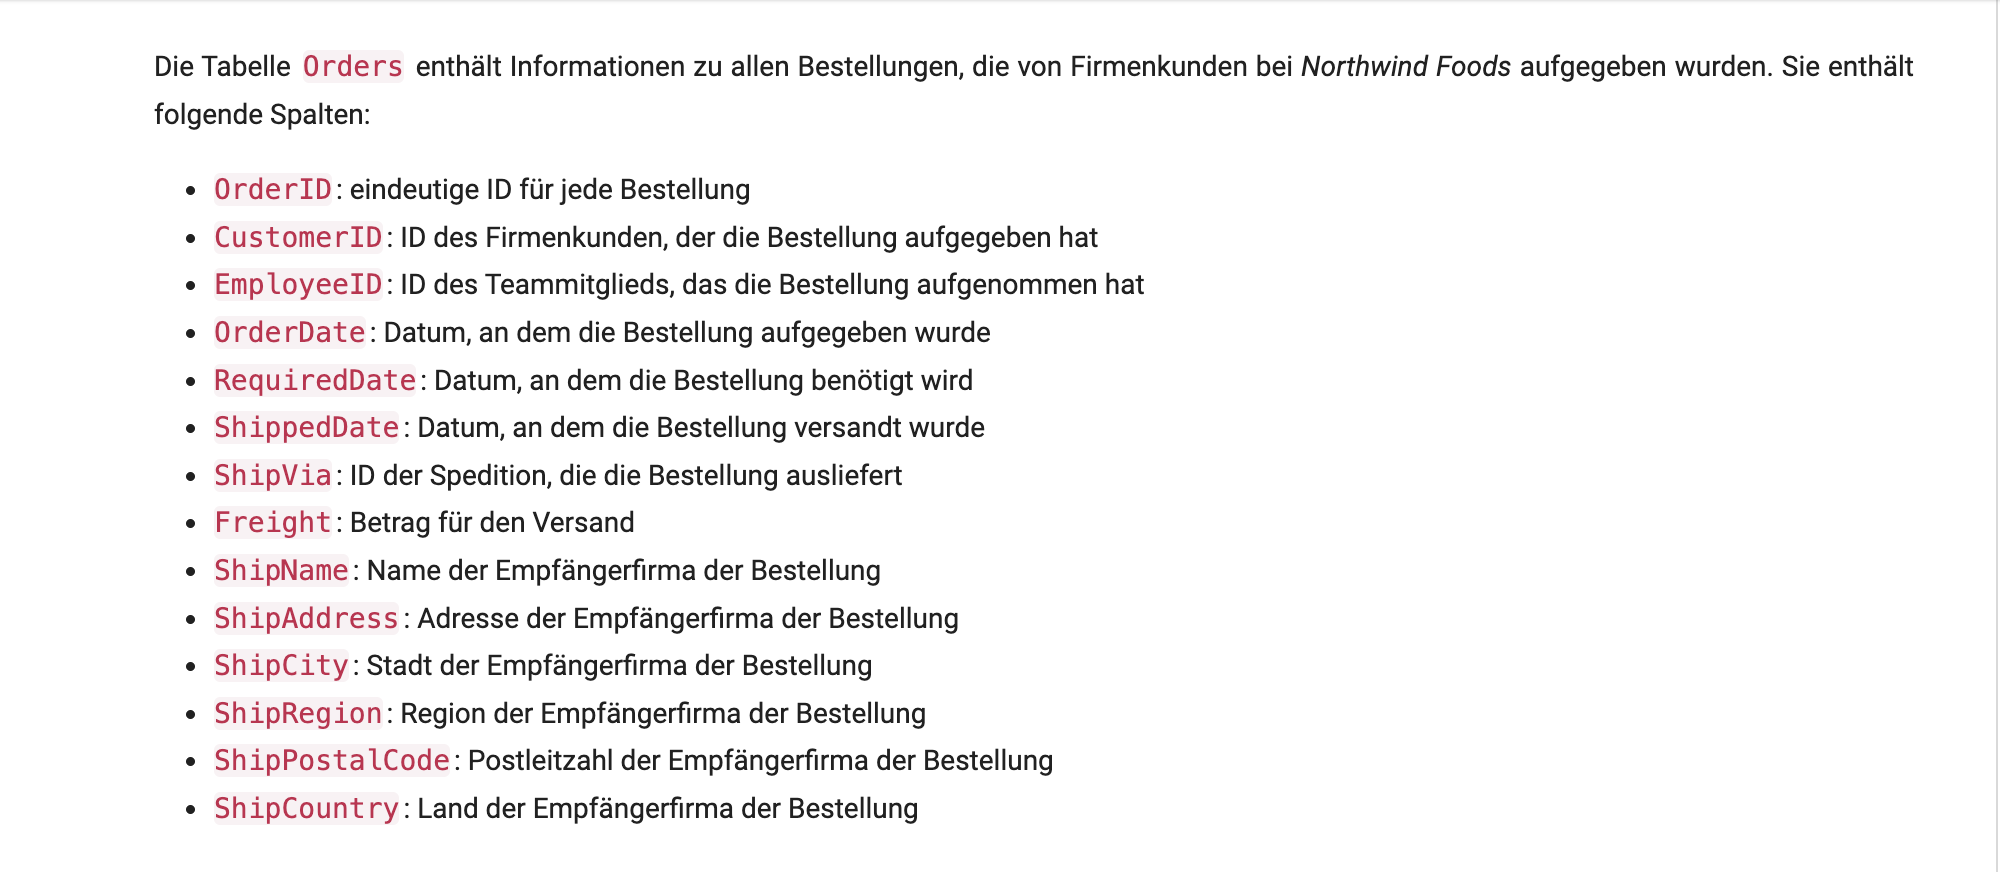 Die Tabelle Orders enthält Informationen zu allen Bestellungen, die von Firmenkunden bei Northwind Foods aufgegeben wurden. Sie enthält
folgende Spalten:
• OrderID: eindeutige ID für jede Bestellung
• CustomerID: ID des Firmenkunden, der die Bestellung aufgegeben hat
• EmployeeID: ID des Teammitglieds, das die Bestellung aufgenommen hat
• OrderDate: Datum, an dem die Bestellung aufgegeben wurde
• RequiredDate: Datum, an dem die Bestellung benötigt wird
• ShippedDate: Datum, an dem die Bestellung versandt wurde
• ShipVia: ID der Spedition, die die Bestellung ausliefert
• Freight: Betrag für den Versand
• ShipName: Name der Empfängerfirma der Bestellung
• ShipAddress: Adresse der Empfängerfirma der Bestellung
• ShipCity: Stadt der Empfängerfirma der Bestellung
• ShipRegion: Region der Empfängerfirma der Bestellung
• ShipPostalCode: Postleitzahl der Empfängerfirma der Bestellung
• ShipCountry: Land der Empfängerfirma der Bestellung